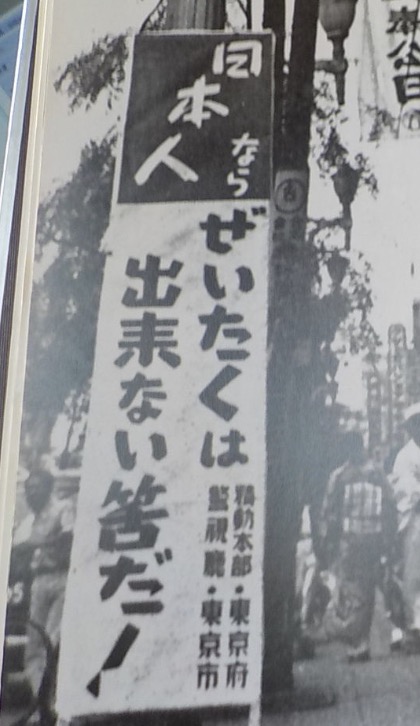 日本人なら
ぜいたくは
出来ない筈だ!
精動本部・東京府
警視廳・東京市